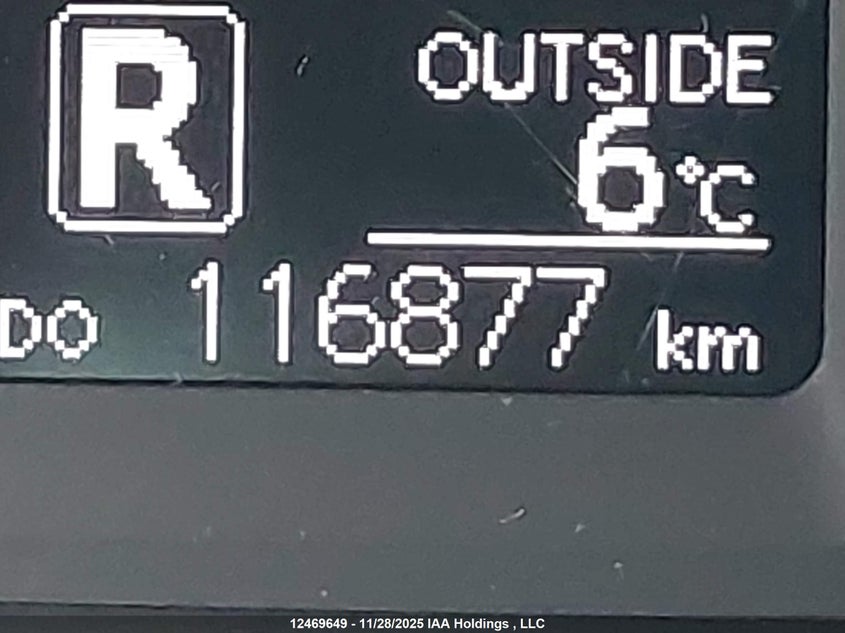 R
OUTSIDE
6°C
DO 116877 km
12469649 - 11/28/2025 IAA Holdings , LLC